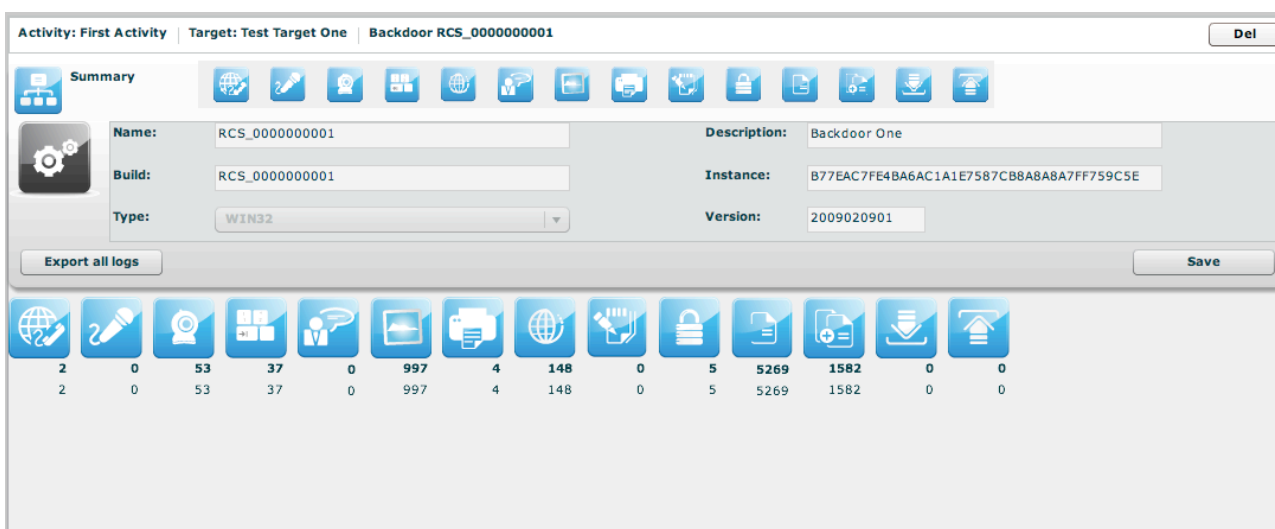 Activity: First Activity | Target: Test Target One | Backdoor RCS_0000000001 Del
Summary
Name: RCS_0000000001 Description: Backdoor One
Build: RCS_0000000001 Instance: B77EAC7FE4BA6AC1A1E7587CB8A8A8A7FF759C5E
Type: WIN32 Version: 2009020901
Export all logs Save
2 0 53 37 0 997 4 148 0 5 5269 1582 0 0
2 0 53 37 0 997 4 148 0 5 5269 1582 0 0